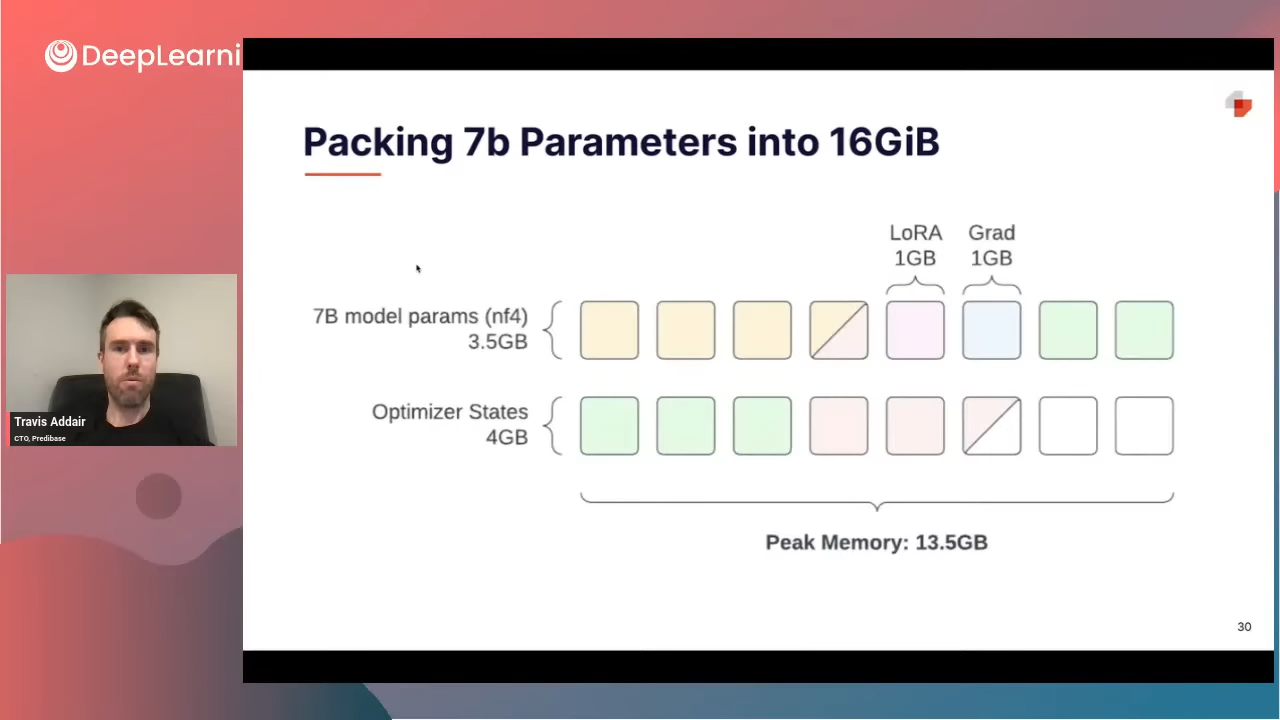 DeepLearni
Packing 7b Parameters into 16GiB
LoRA
1GB
Grad
1GB
7B model params (nf4)
3.5GB
Optimizer States
4GB
Peak Memory: 13.5GB
Travis Addair
CTO, Predibase
30